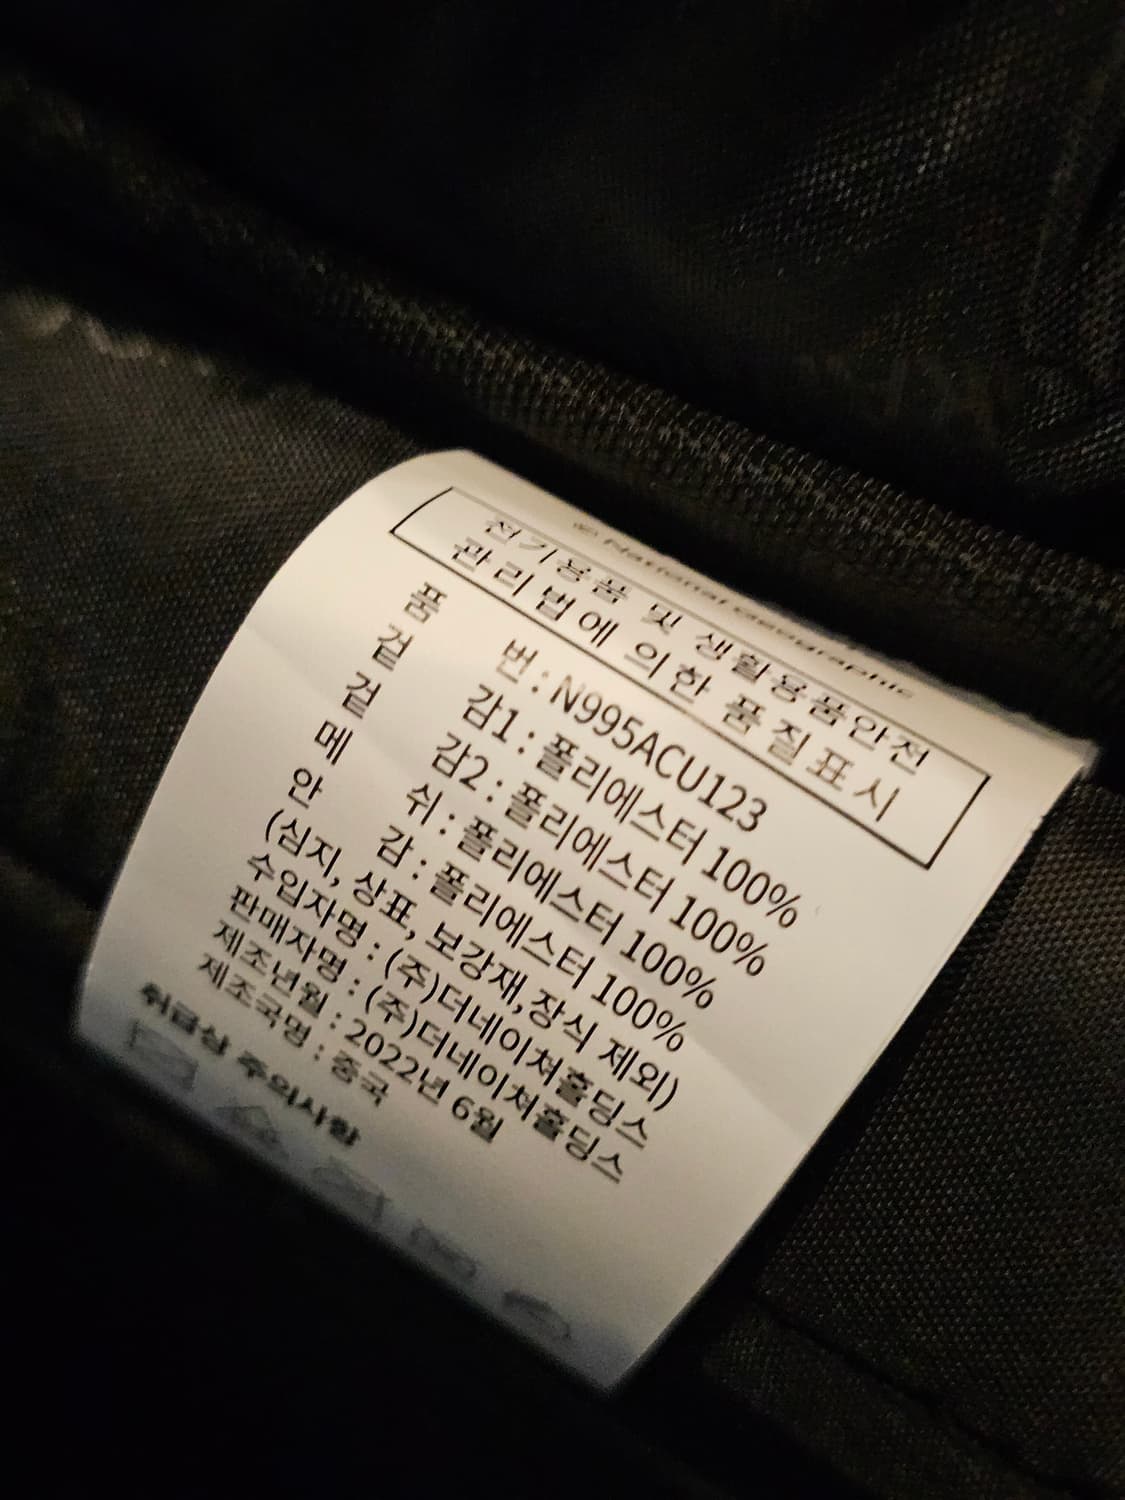 © National Geographic
전기용품 및 생활용품안전
관리법에 의한 품질표시
품 번 : N995ACU123
겉 감1 : 폴리에스터 100%
겉 감2 : 폴리에스터 100%
메 쉬 : 폴리에스터 100%
안 감 : 폴리에스터 100%
(심지, 상표, 보강재,장식 제외)
수입자명 : (주)더네이쳐홀딩스
판매자명 : (주)더네이쳐홀딩스
제조년월 : 2022년 6월
제조국명 : 중국
취급상 주의사항